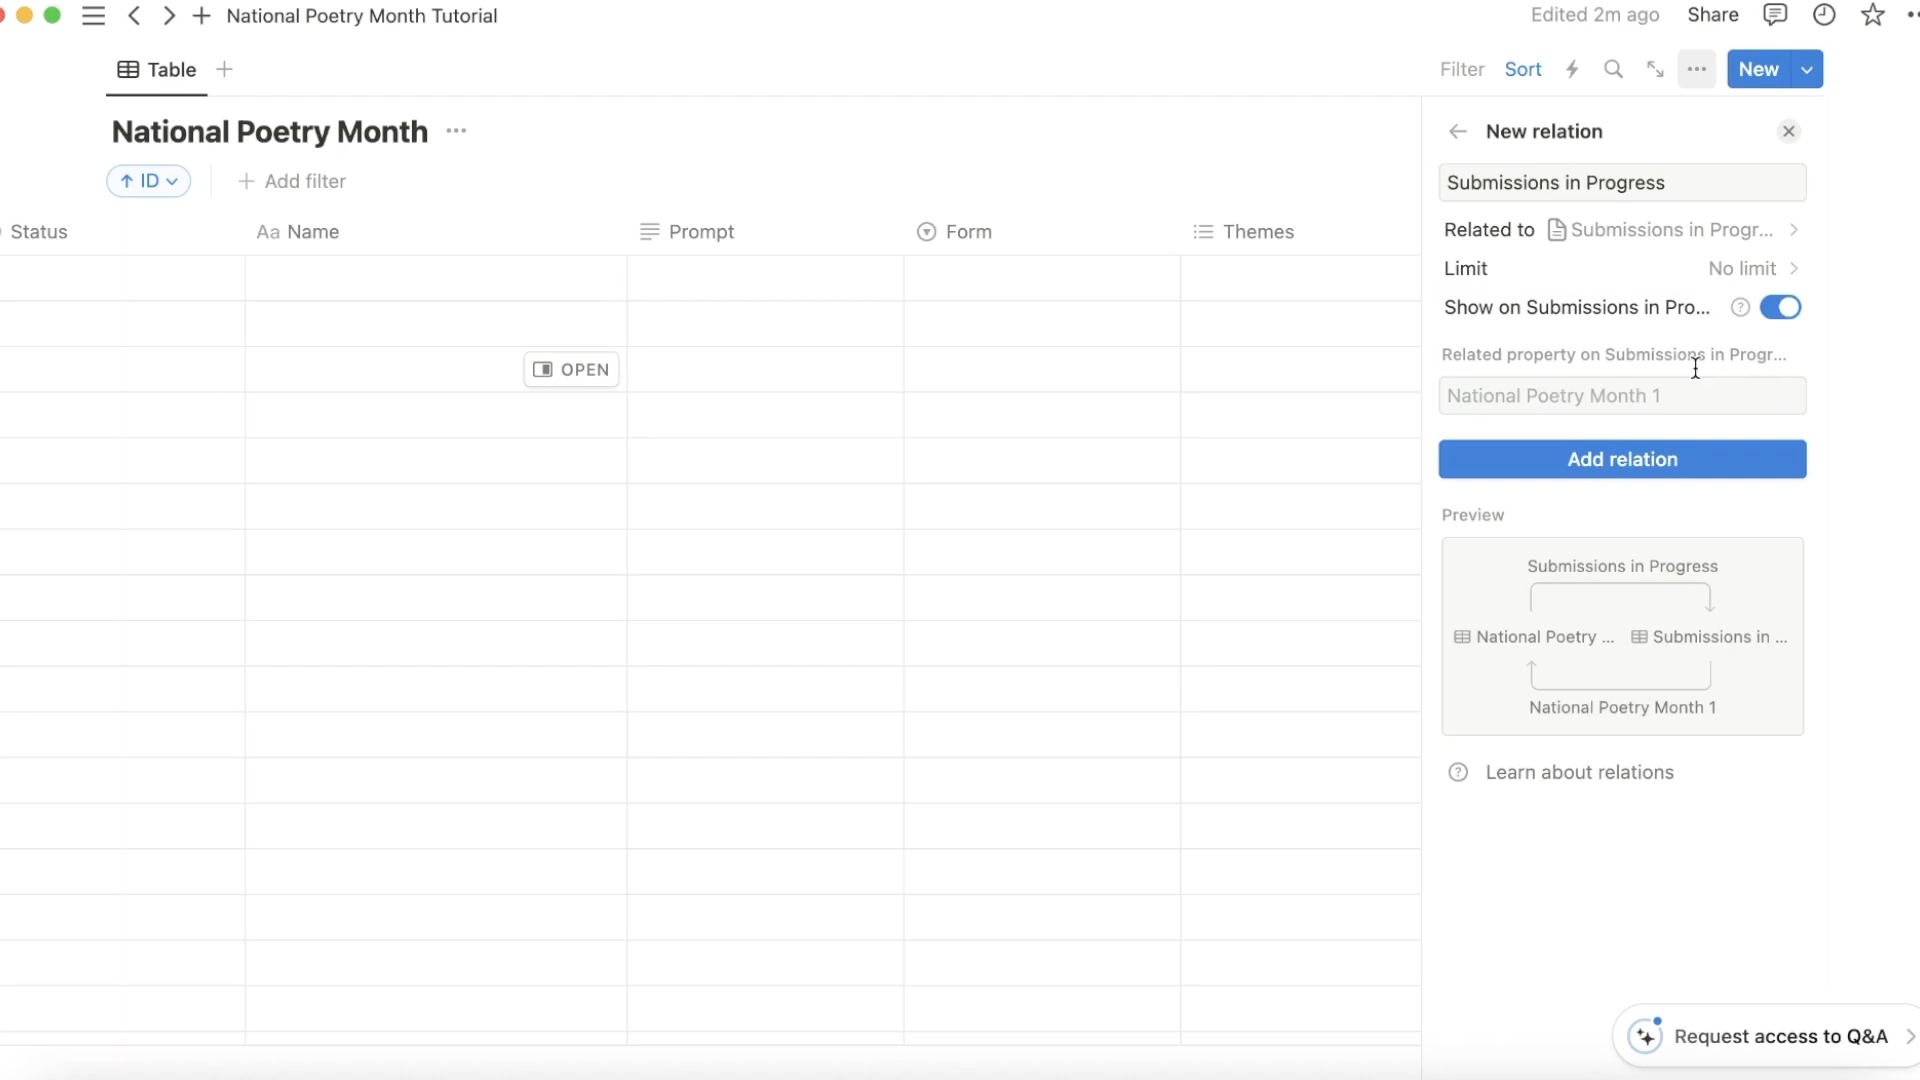 National Poetry Month Tutorial
Edited 2m ago
Share
Table
Filter
Sort
New
National Poetry Month
ID
Add filter
Status
Aa Name
Prompt
Form
Themes
OPEN
New relation
Submissions in Progress
Related to
Submissions in Progr...
Limit
No limit
Show on Submissions in Pro...
Related property on Submissions in Progr...
National Poetry Month 1
Add relation
Preview
Submissions in Progress
National Poetry ...
Submissions in ...
National Poetry Month 1
Learn about relations
Request access to Q&A